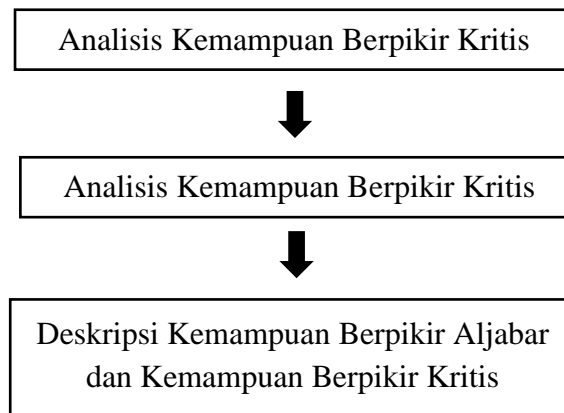 Analisis Kemampuan Berpikir Kritis
Analisis Kemampuan Berpikir Kritis
Deskripsi Kemampuan Berpikir Aljabar
dan Kemampuan Berpikir Kritis